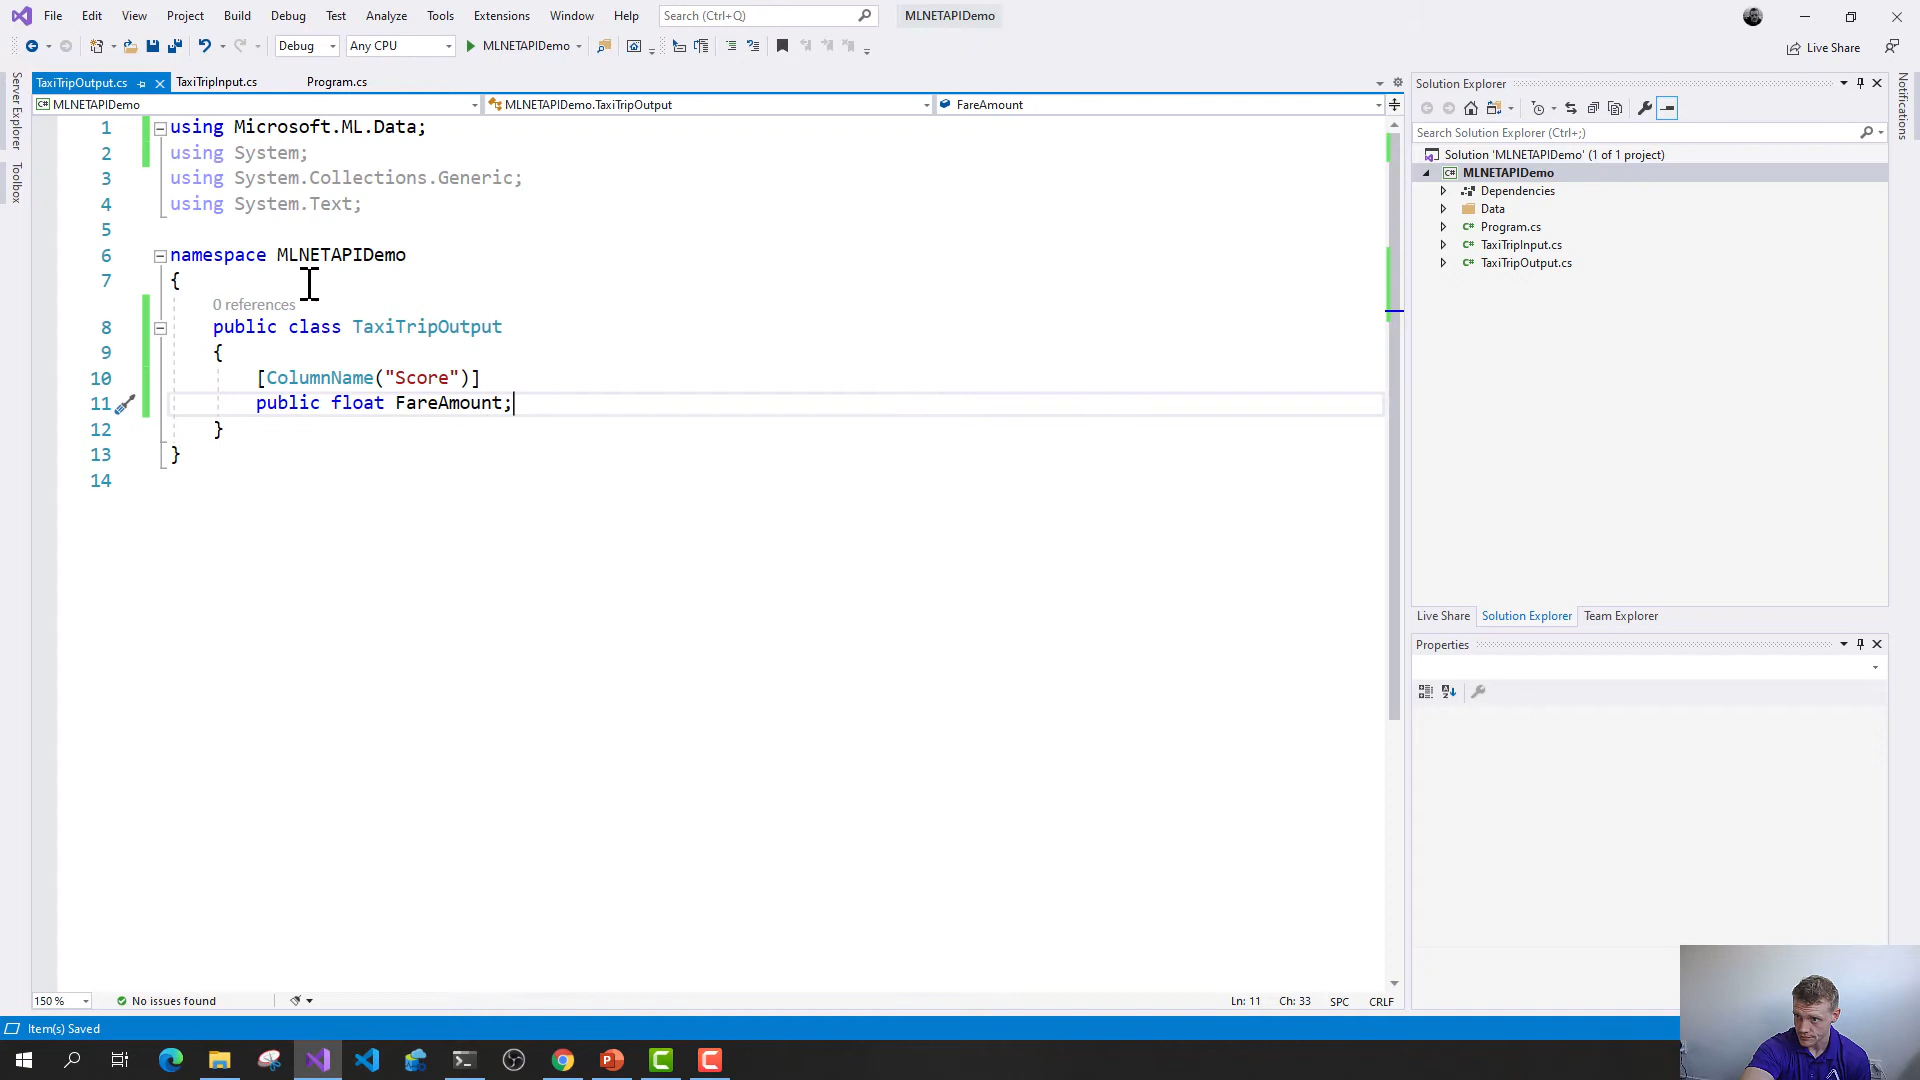 File Edit View Project Build Debug Test Analyze Tools Extensions Window Help Search (Ctrl+Q) MLNETAPIDemo
Debug Any CPU MLNETAPIDemo Live Share
Server Explorer
Toolbox
Notifications
TaxiTripOutput.cs TaxiTripInput.cs Program.cs
MLNETAPIDemo MLNETAPIDemo.TaxiTripOutput FareAmount
1 using Microsoft.ML.Data;
2 using System;
3 using System.Collections.Generic;
4 using System.Text;
5
6 namespace MLNETAPIDemo
7 {
0 references
8 public class TaxiTripOutput
9 {
10 [ColumnName("Score")]
11 public float FareAmount;
12 }
13 }
14
150 % No issues found Ln: 11 Ch: 33 SPC CRLF
Solution Explorer
Search Solution Explorer (Ctrl+;)
Solution 'MLNETAPIDemo' (1 of 1 project)
MLNETAPIDemo
Dependencies
Data
Program.cs
TaxiTripInput.cs
TaxiTripOutput.cs
Live Share Solution Explorer Team Explorer
Properties
Item(s) Saved